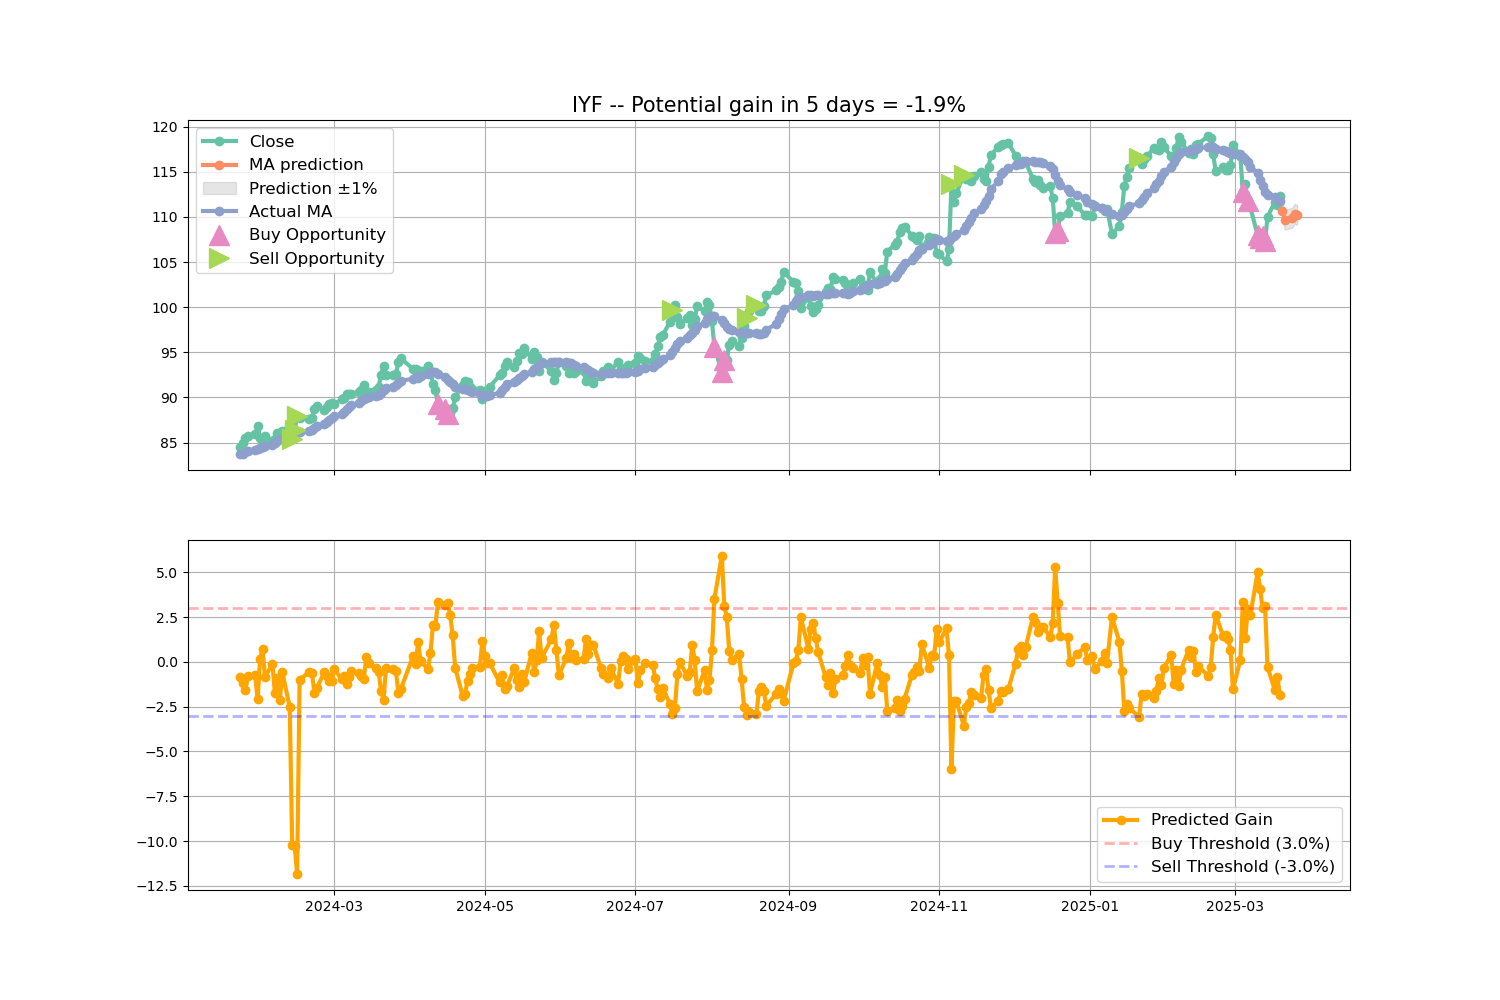 IYF -- Potential gain in 5 days = -1.9%
120
115
110
105
100
95
90
85
Close
MA prediction
Prediction ±1%
Actual MA
Buy Opportunity
Sell Opportunity
5.0
2.5
0.0
−2.5
−5.0
−7.5
−10.0
−12.5
Predicted Gain
Buy Threshold (3.0%)
Sell Threshold (-3.0%)
2024-03 2024-05 2024-07 2024-09 2024-11 2025-01 2025-03